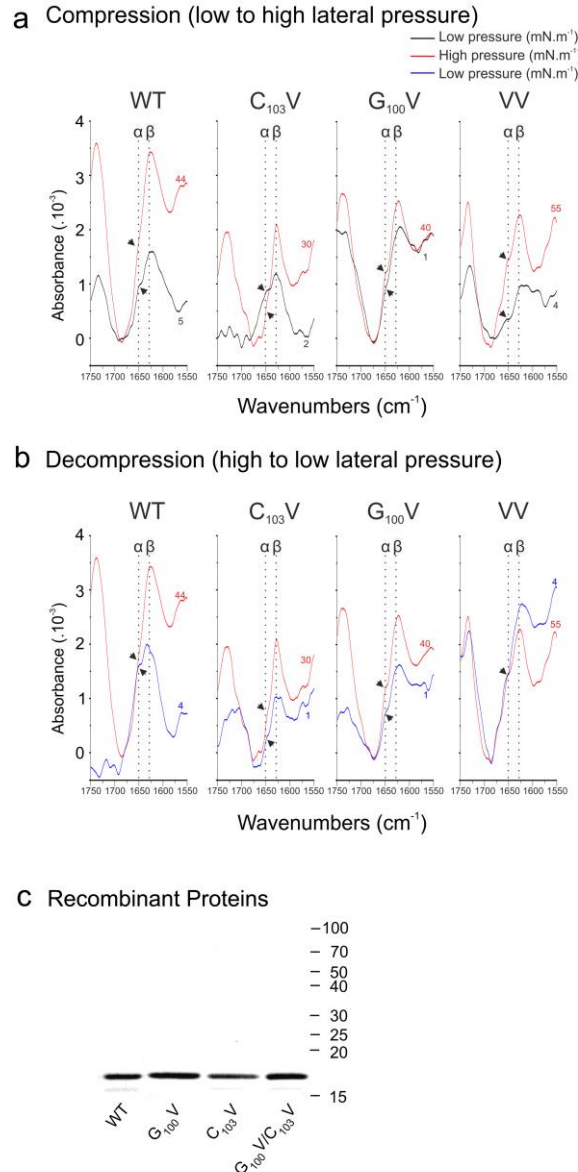 a Compression (low to high lateral pressure)
Low pressure (mN.m⁻¹)
High pressure (mN.m⁻¹)
Low pressure (mN.m⁻¹)
WT C₁₀₃V G₁₀₀V VV
α β α β α β α β
Absorbance (.10⁻³)
4
3
2
1
0
44
5
30
2
40
1
55
4
1750 1700 1650 1600 1550 1750 1700 1650 1600 1550 1750 1700 1650 1600 1550 1750 1700 1650 1600 1550
Wavenumbers (cm⁻¹)
b Decompression (high to low lateral pressure)
WT C₁₀₃V G₁₀₀V VV
α β α β α β α β
Absorbance (.10⁻³)
4
3
2
1
0
44
4
30
1
40
1
4
55
1750 1700 1650 1600 1550 1750 1700 1650 1600 1550 1750 1700 1650 1600 1550 1750 1700 1650 1600 1550
Wavenumbers (cm⁻¹)
c Recombinant Proteins
100
70
50
40
30
25
20
15
WT G₁₀₀V C₁₀₃V G₁₀₀V/C₁₀₃V